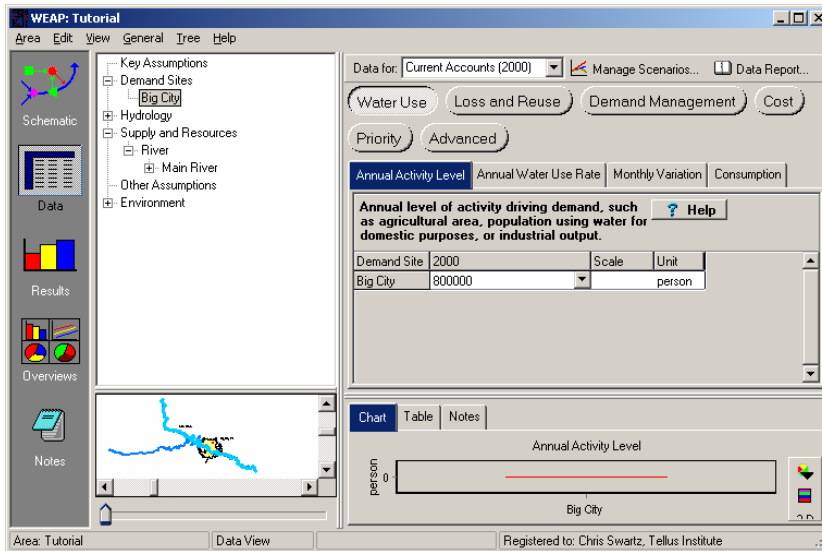 WEAP: Tutorial
Area Edit View General Tree Help
Schematic
Data
Results
Overviews
Notes
Key Assumptions
Demand Sites
Big City
Hydrology
Supply and Resources
River
Main River
Other Assumptions
Environment
Data for: Current Accounts (2000) Manage Scenarios... Data Report...
Water Use Loss and Reuse Demand Management Cost
Priority Advanced
Annual Activity Level Annual Water Use Rate Monthly Variation Consumption
Annual level of activity driving demand, such
as agricultural area, population using water for
domestic purposes, or industrial output.
? Help
Demand Site 2000 Scale Unit
Big City 800000 person
Chart Table Notes
Annual Activity Level
person
0
Big City
Area: Tutorial Data View Registered to: Chris Swartz, Tellus Institute